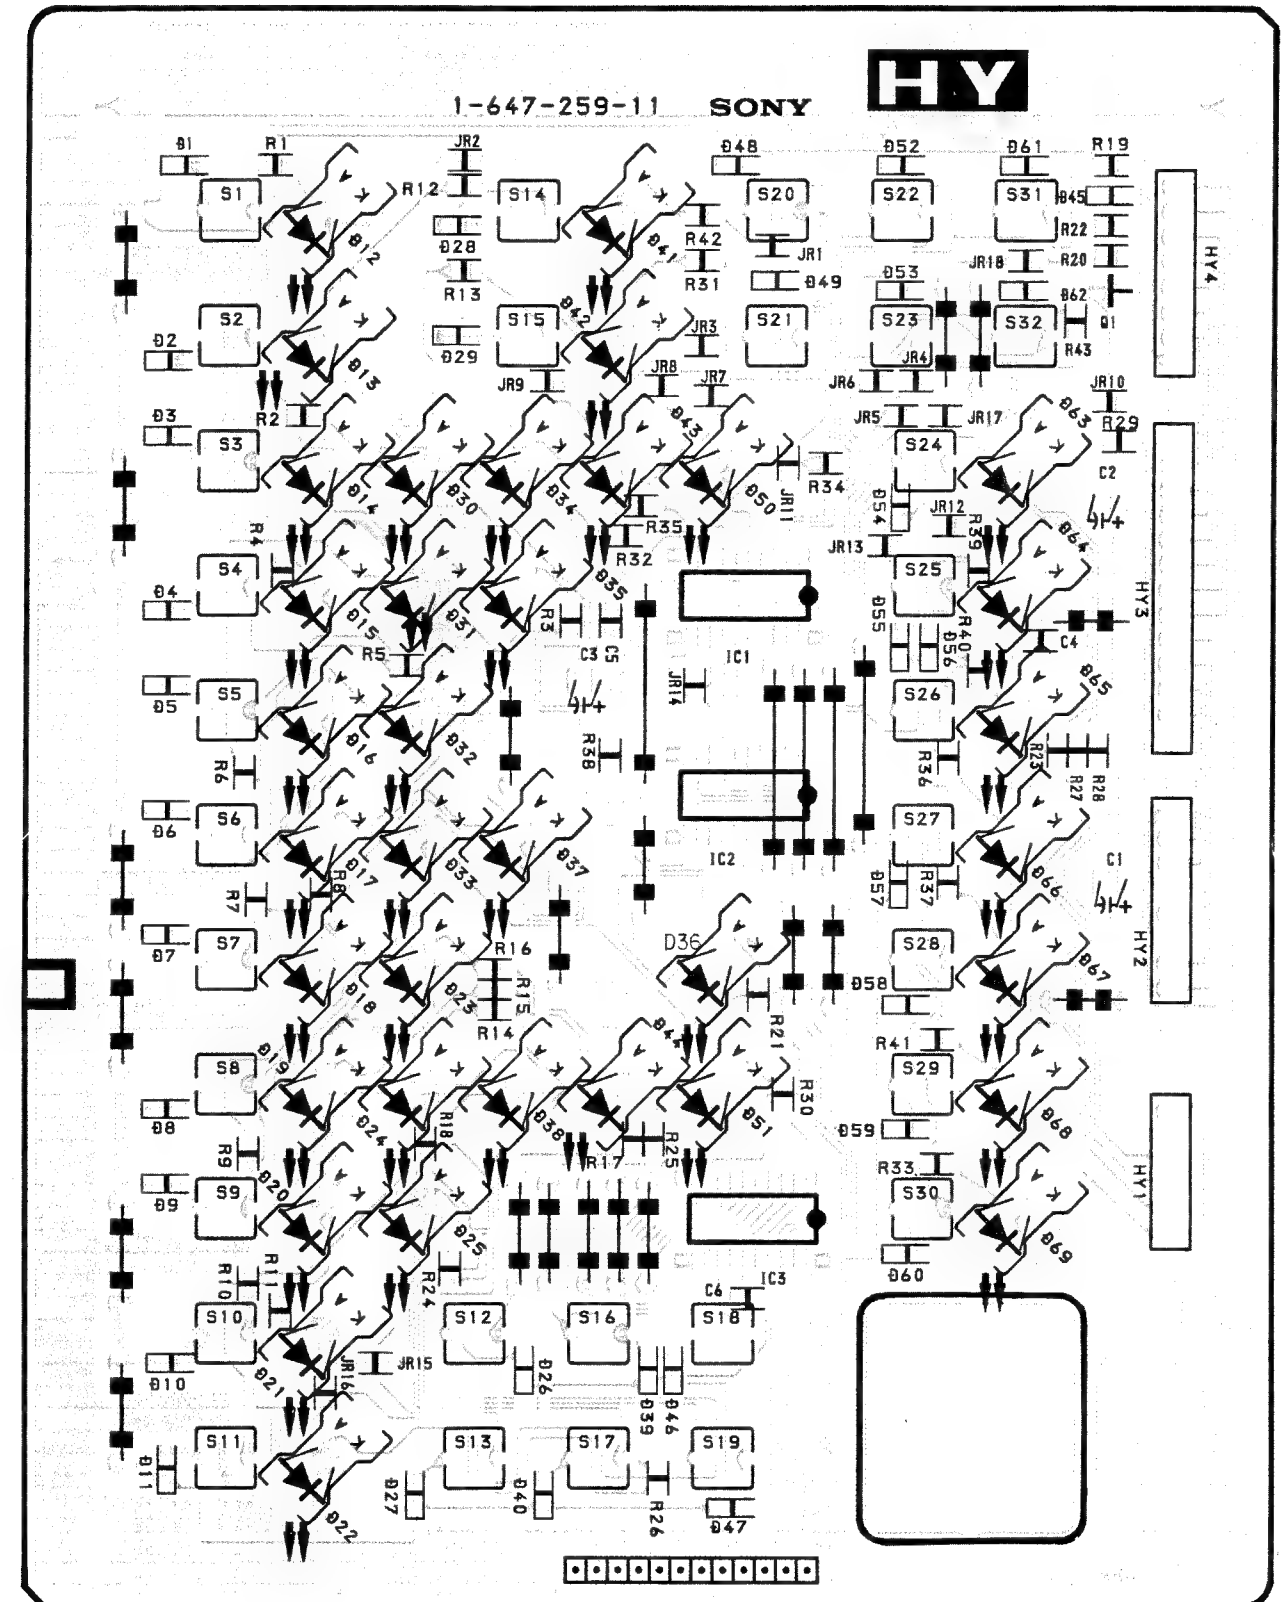 HY
1-647-259-11 SONY
D1 R1 JR2 D48 D52 D61 R19
S1 A K R12 S14 A K S20 S22 S31 D45
D12 D28 D41 R42 JR1 R22
R13 R31 D49 D53 JR18 R20 HY4
D62
S2 A K S15 D42 A K S21 S23 S32 Q1
D2 D13 D29 JR3 JR4 R43
JR9 JR8 JR7 JR6 JR10
D3 R2 D43 JR5 JR17 D63 R29
S3 A K A K A K A K A K S24 A K
D14 D30 D34 D50 JR11 R34 C2
R4 R35 D54 JR12 R39 D64 +
R32 JR13
S4 A K A K A K D35 S25 A K HY3
D4 D15 D31 R3 C3 C5 D55 D56 R40 C4
R5 IC1
S5 A K A K + JR14 S26 A K D65
D5 D16 D32 R38 R36 R23 R27 R28
R6
S6 A K A K A K S27 A K
D6 D17 D33 D37 IC2 D57 R37 D66 C1
R7 R8 +
S7 A K A K R16 D36 A K S28 A K D67 HY2
D7 D18 D23 R15 R14 R21 D58
R41
S8 D19 A K A K A K D44 A K A K S29 A K
D8 D24 R18 D38 R17 R25 D51 R30 D59 D68
R9 R33
S9 D20 A K A K S30 A K HY1
D9 D25 D69
R10 R11 R24 D60
C6 IC3
S10 A K S12 S16 S18
D10 D21 JR16 JR15 D26 D39 D46
S11 A K S13 S17 S19
D11 D22 D27 D40 R26 D47